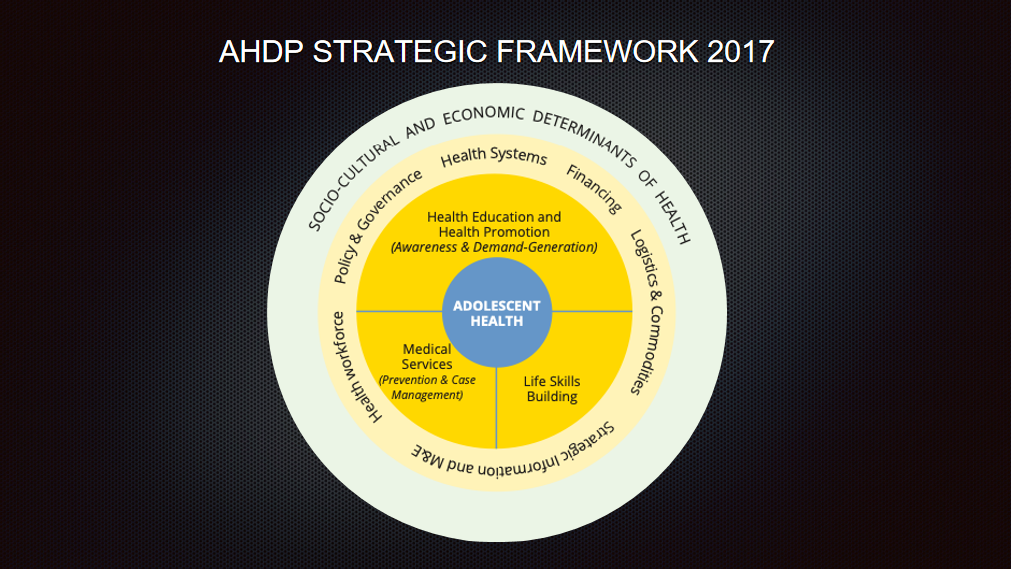 AHDP STRATEGIC FRAMEWORK 2017
SOCIO-CULTURAL AND ECONOMIC DETERMINANTS OF HEALTH
Health Systems
Financing
Logistics & Commodities
Strategic Information and M&E
Health workforce
Policy & Governance
Health Education and
Health Promotion
(Awareness & Demand-Generation)
ADOLESCENT
HEALTH
Medical
Services
(Prevention & Case
Management)
Life Skills
Building